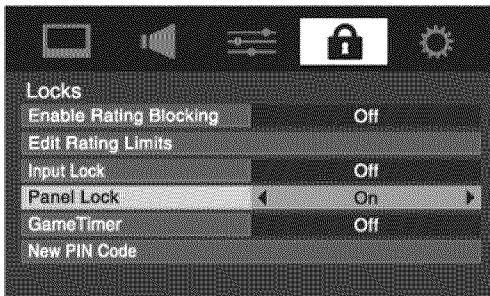 Locks
Enable Rating Blocking Off
Edit Rating Limits
Input Lock Off
Panel Lock On
GameTimer Off
New PIN Code